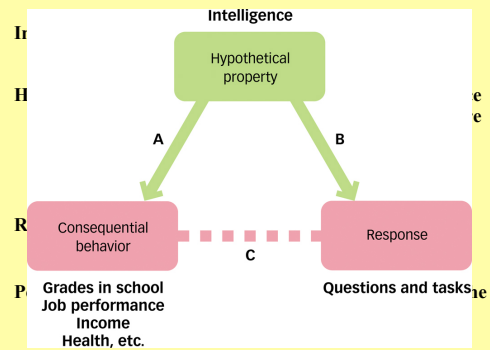 Intelligence
Hypothetical
property
A
B
Consequential
behavior
Response
C
Grades in school
Job performance
Income
Health, etc.
Questions and tasks